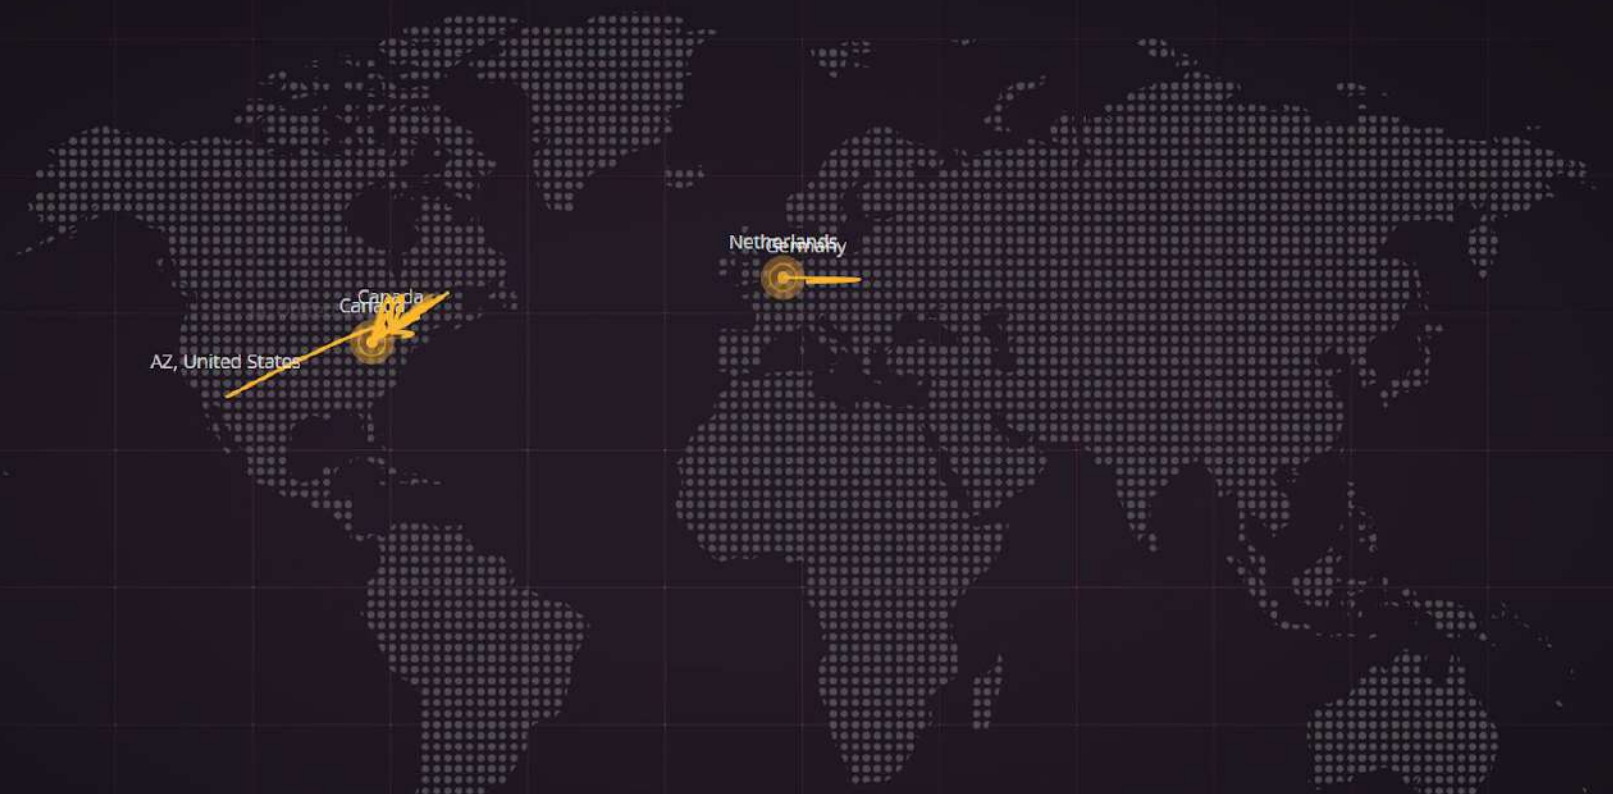 Netherlands
Germany
Canada
Canada
AZ, United States